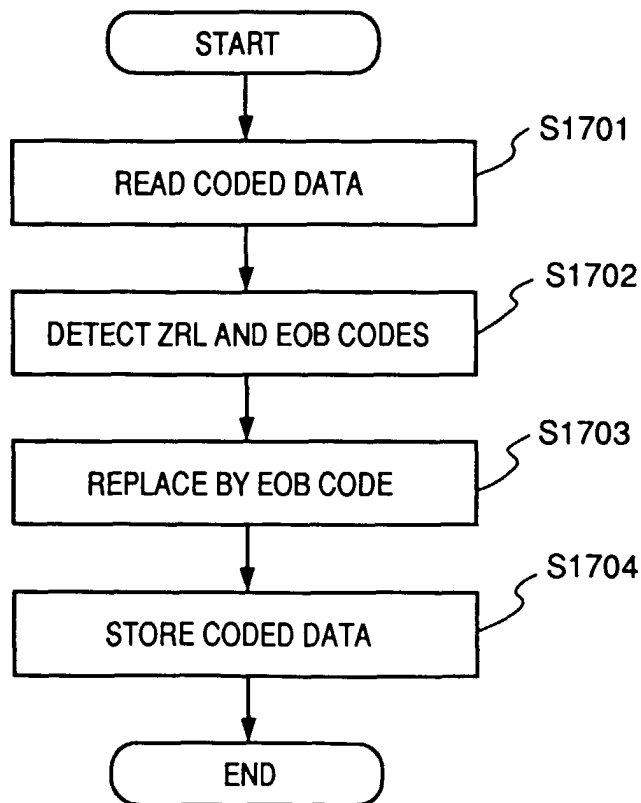 START
S1701
READ CODED DATA
S1702
DETECT ZRL AND EOB CODES
S1703
REPLACE BY EOB CODE
S1704
STORE CODED DATA
END